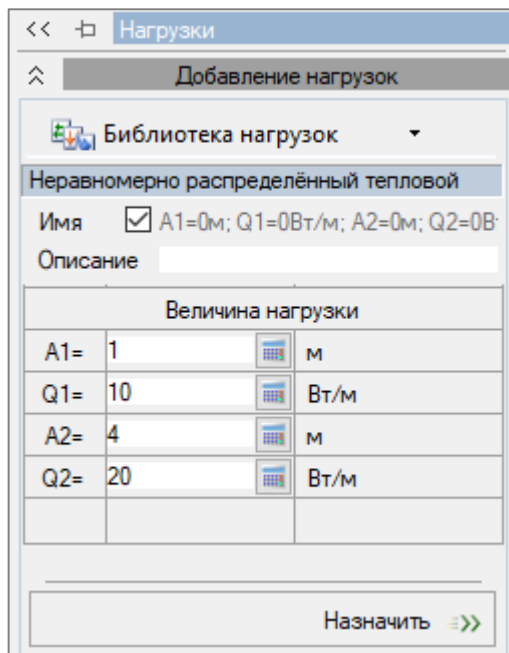 << Нагрузки
Добавление нагрузок
Библиотека нагрузок
Неравномерно распределённый тепловой
Имя A1=0м; Q1=0Вт/м; A2=0м; Q2=0В
Описание
Величина нагрузки
A1= 1 м
Q1= 10 Вт/м
A2= 4 м
Q2= 20 Вт/м
Назначить